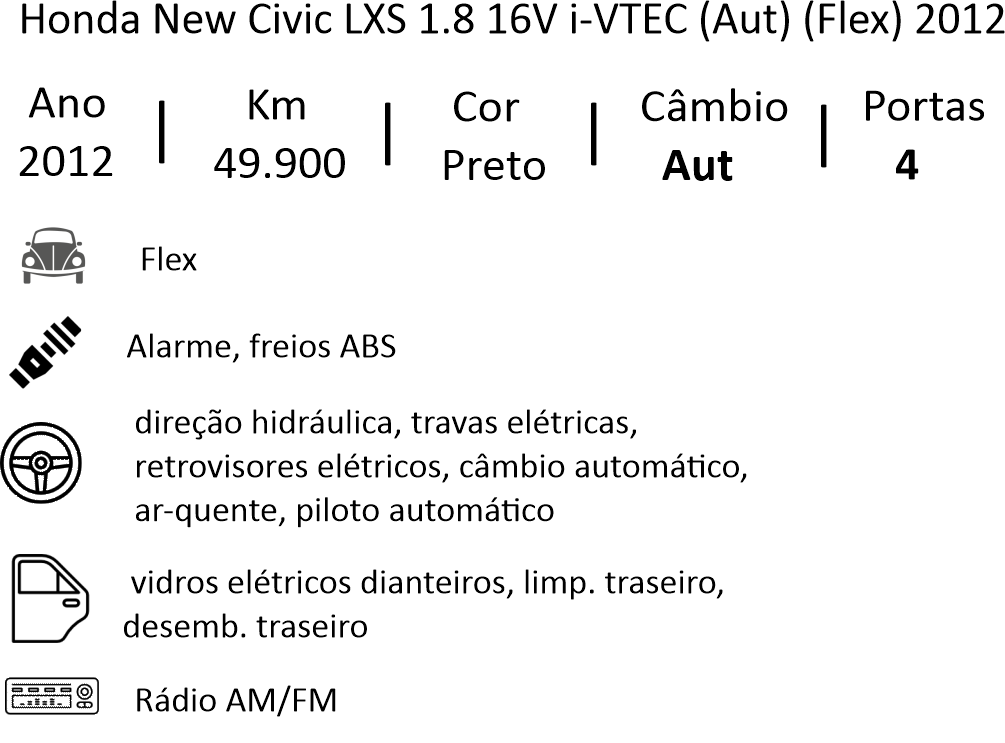 Honda New Civic LXS 1.8 16V i-VTEC (Aut) (Flex) 2012
Ano Km Cor Câmbio Portas
2012 49.900 Preto Aut 4
Flex
Alarme, freios ABS
direção hidráulica, travas elétricas,
retrovisores elétricos, câmbio automático,
ar-quente, piloto automático
vidros elétricos dianteiros, limp. traseiro,
desemb. traseiro
Rádio AM/FM